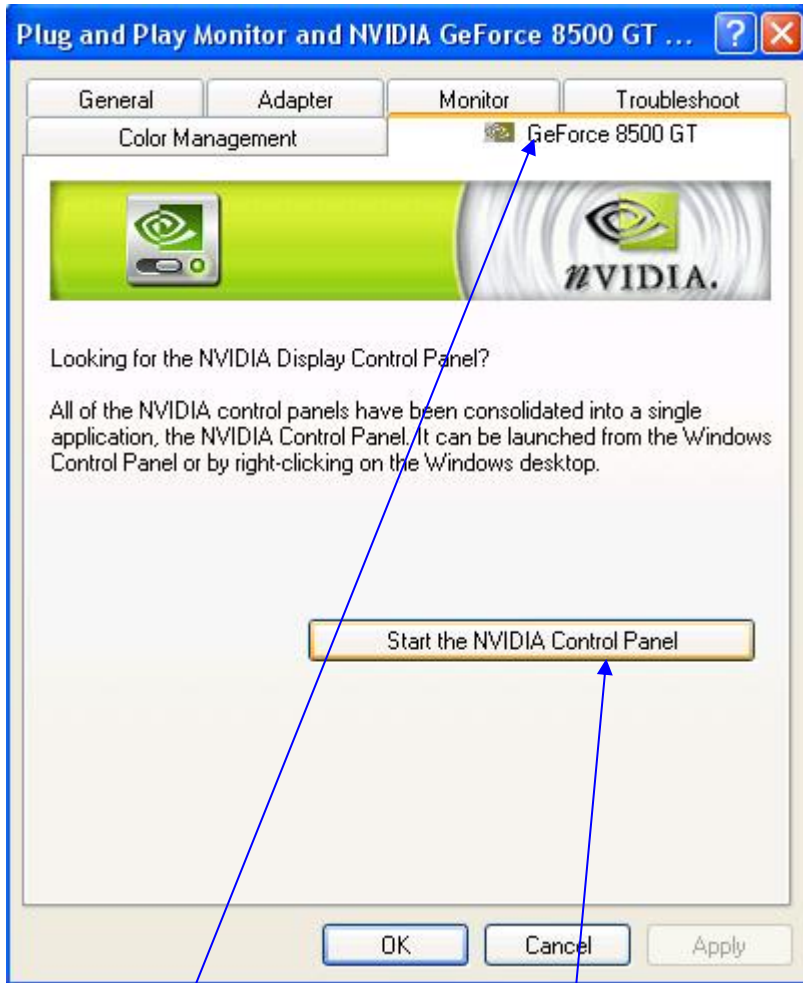 Plug and Play Monitor and NVIDIA GeForce 8500 GT ...
General Adapter Monitor Troubleshoot
Color Management GeForce 8500 GT
nVIDIA.
Looking for the NVIDIA Display Control Panel?
All of the NVIDIA control panels have been consolidated into a single
application, the NVIDIA Control Panel. It can be launched from the Windows
Control Panel or by right-clicking on the Windows desktop.
Start the NVIDIA Control Panel
OK Cancel Apply